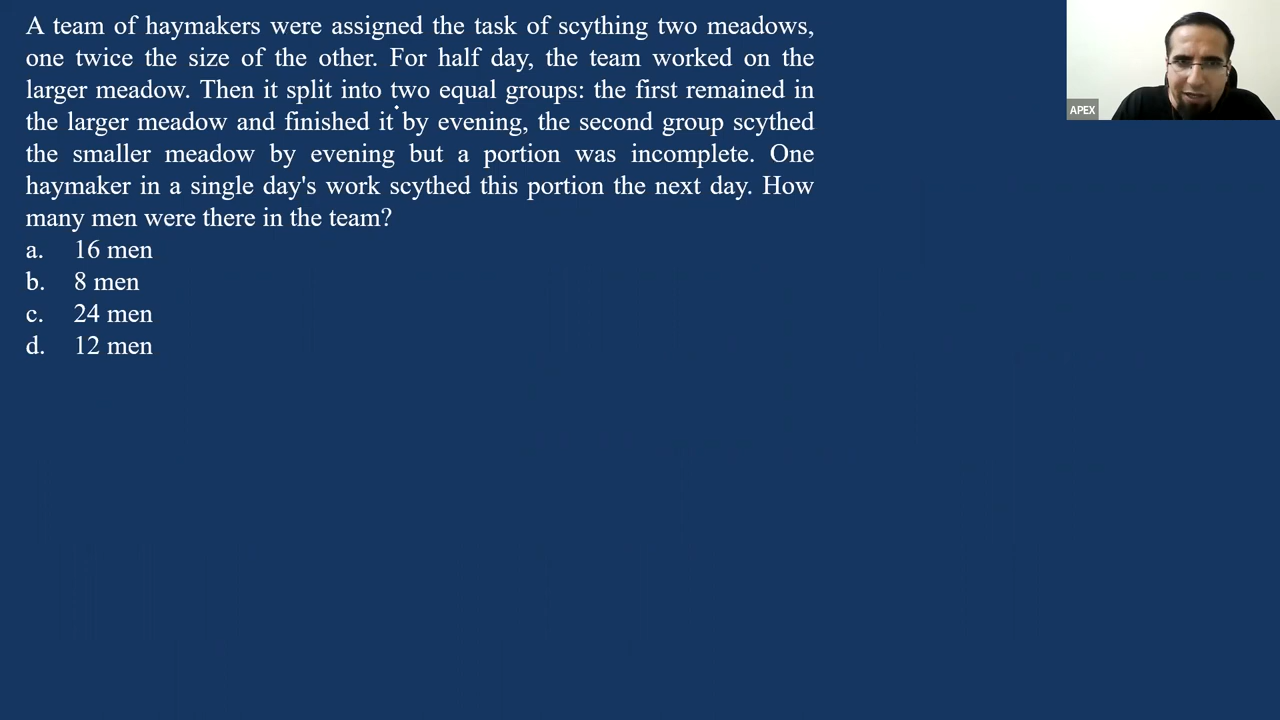 A team of haymakers were assigned the task of scything two meadows,
one twice the size of the other. For half day, the team worked on the
larger meadow. Then it split into two equal groups: the first remained in
the larger meadow and finished it by evening, the second group scythed
the smaller meadow by evening but a portion was incomplete. One
haymaker in a single day's work scythed this portion the next day. How
many men were there in the team?
a. 16 men
b. 8 men
c. 24 men
d. 12 men
APEX